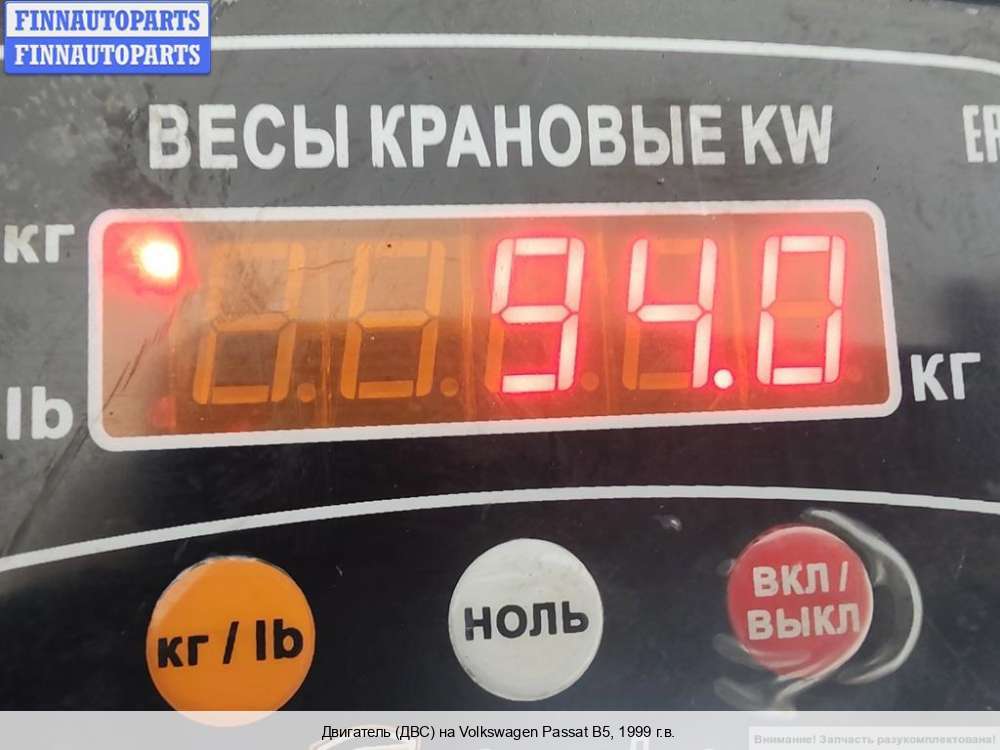 FINNAUTOPARTS
FINNAUTOPARTS
ВЕСЫ КРАНОВЫЕ KW
кг
94.0
lb
кг
кг / lb
НОЛЬ
ВКЛ /
ВЫКЛ
Двигатель (ДВС) на Volkswagen Passat B5, 1999 г.в.
Внимание! Запчасть разукомплектована!